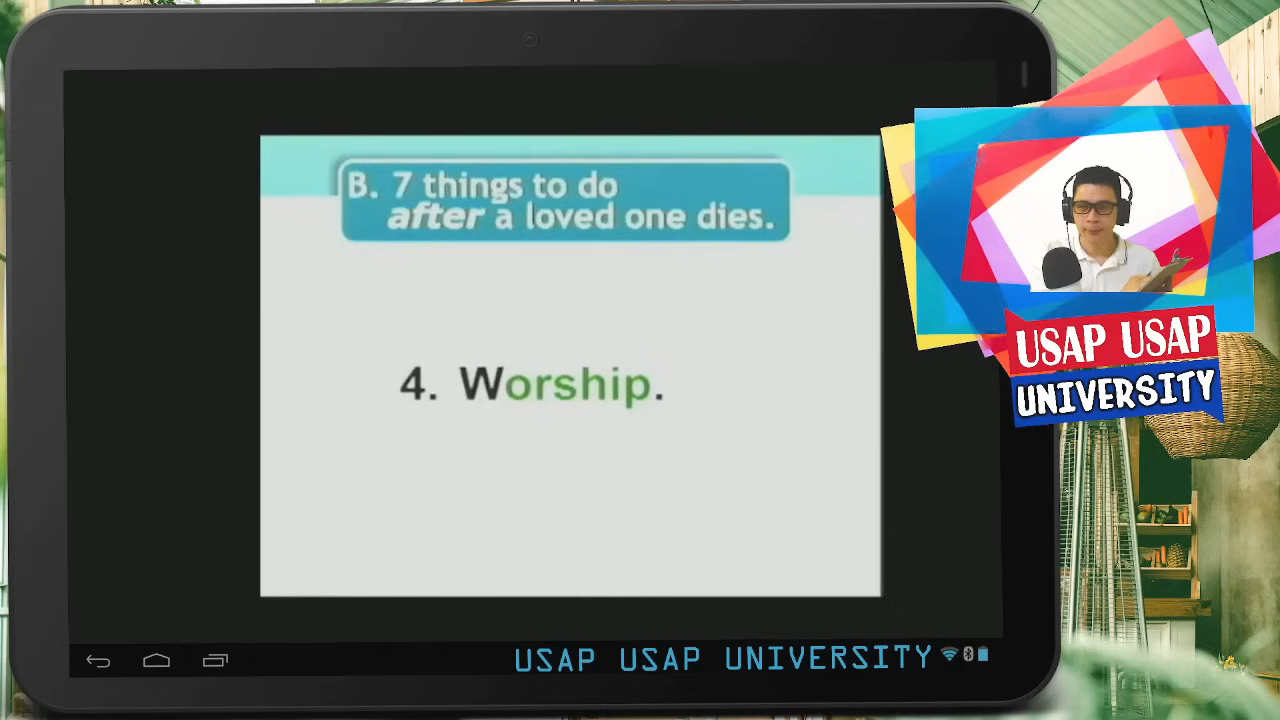 B. 7 things to do
after a loved one dies.
4. Worship.
USAP USAP
UNIVERSITY
USAP USAP UNIVERSITY